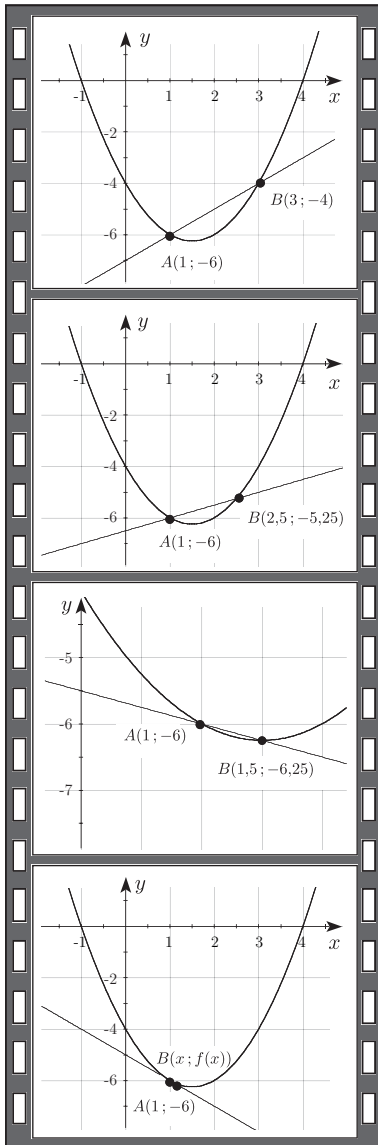 y
-1 1 2 3 4 x
-2
-4
B(3 ; −4)
-6
A(1 ; −6)
y
-1 1 2 3 4 x
-2
-4
-6
B(2,5 ; −5,25)
A(1 ; −6)
y
-5
-6
A(1 ; −6)
B(1,5 ; −6,25)
-7
y
-1 1 2 3 4 x
-2
-4
B(x ; f(x))
-6
A(1 ; −6)